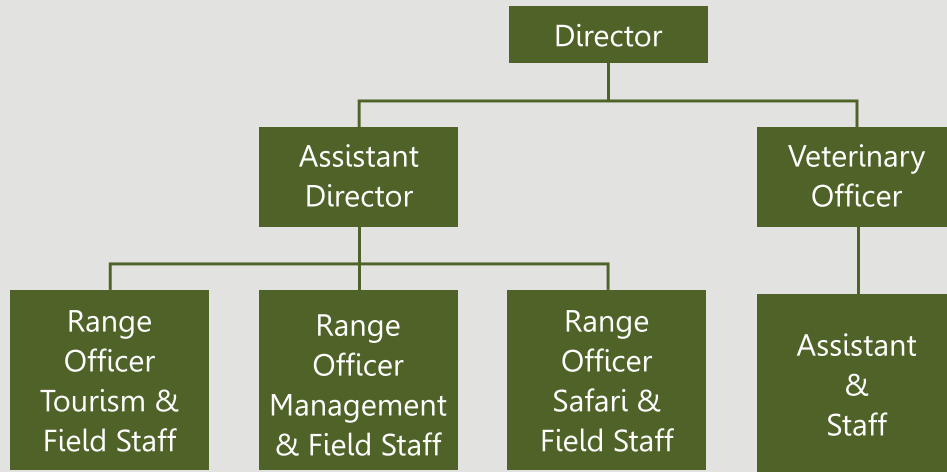 Director
Assistant
Director
Veterinary
Officer
Range
Officer
Tourism &
Field Staff
Range
Officer
Management
& Field Staff
Range
Officer
Safari &
Field Staff
Assistant
&
Staff